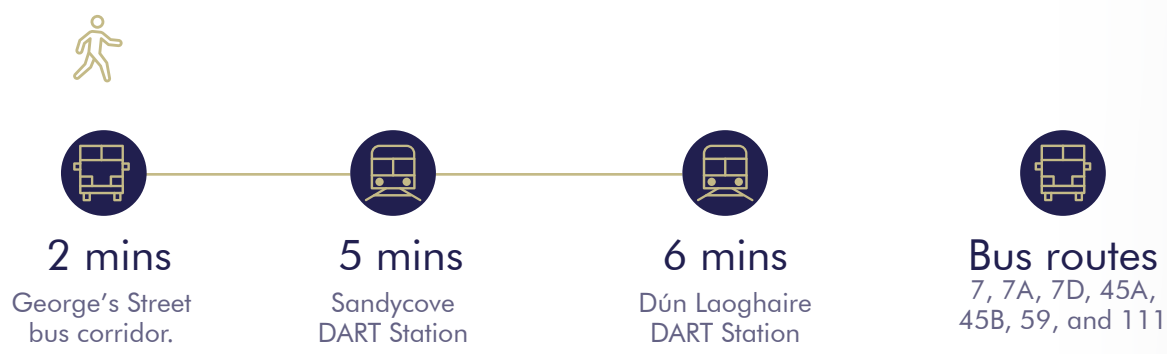 2 mins
George's Street
bus corridor.
5 mins
Sandycove
DART Station
6 mins
Dún Laoghaire
DART Station
Bus routes
7, 7A, 7D, 45A,
45B, 59, and 111